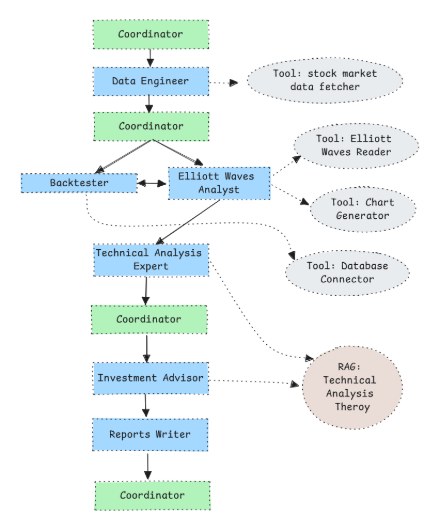 Coordinator
Data Engineer
Tool: stock market
data fetcher
Coordinator
Tool: Elliott
Waves Reader
Backtester
Elliott Waves
Analyst
Tool: Chart
Generator
Technical Analysis
Expert
Tool: Database
Connector
Coordinator
RAG:
Technical
Analysis
Theroy
Investment Advisor
Reports Writer
Coordinator